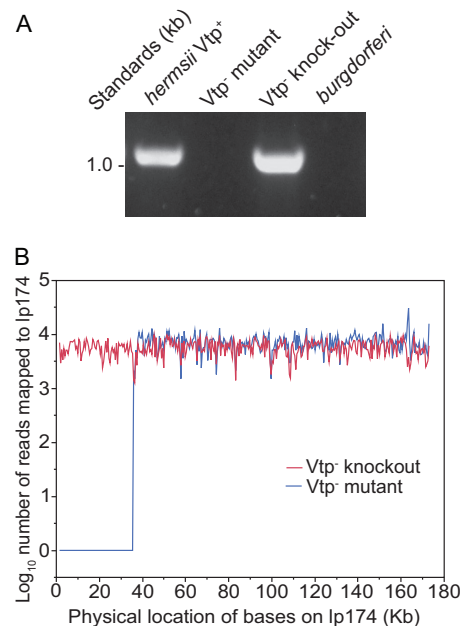 A
Standards (kb)
hermsii Vtp+
Vtp- mutant
Vtp- knock-out
burgdorferi
1.0 -
B
Log10 number of reads mapped to lp174
5
4
3
2
1
0
Vtp- knockout
Vtp- mutant
0 20 40 60 80 100 120 140 160 180
Physical location of bases on lp174 (Kb)